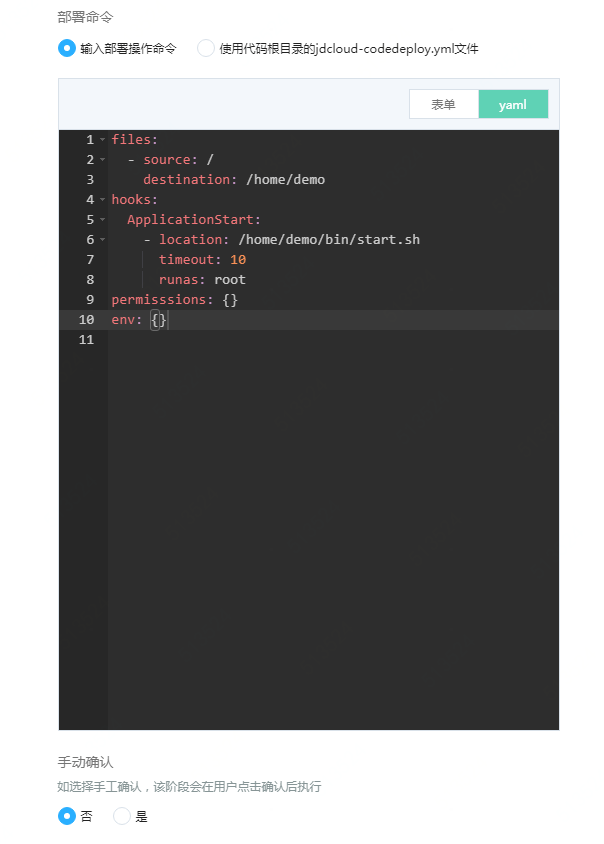 部署命令
输入部署操作命令 使用代码根目录的jdcloud-codedeploy.yml文件
表单 yaml
1 files:
2   - source: /
3     destination: /home/demo
4 hooks:
5   ApplicationStart:
6     - location: /home/demo/bin/start.sh
7       timeout: 10
8       runas: root
9 permisssions: {}
10 env: {}
11
手动确认
如选择手工确认，该阶段会在用户点击确认后执行
否 是